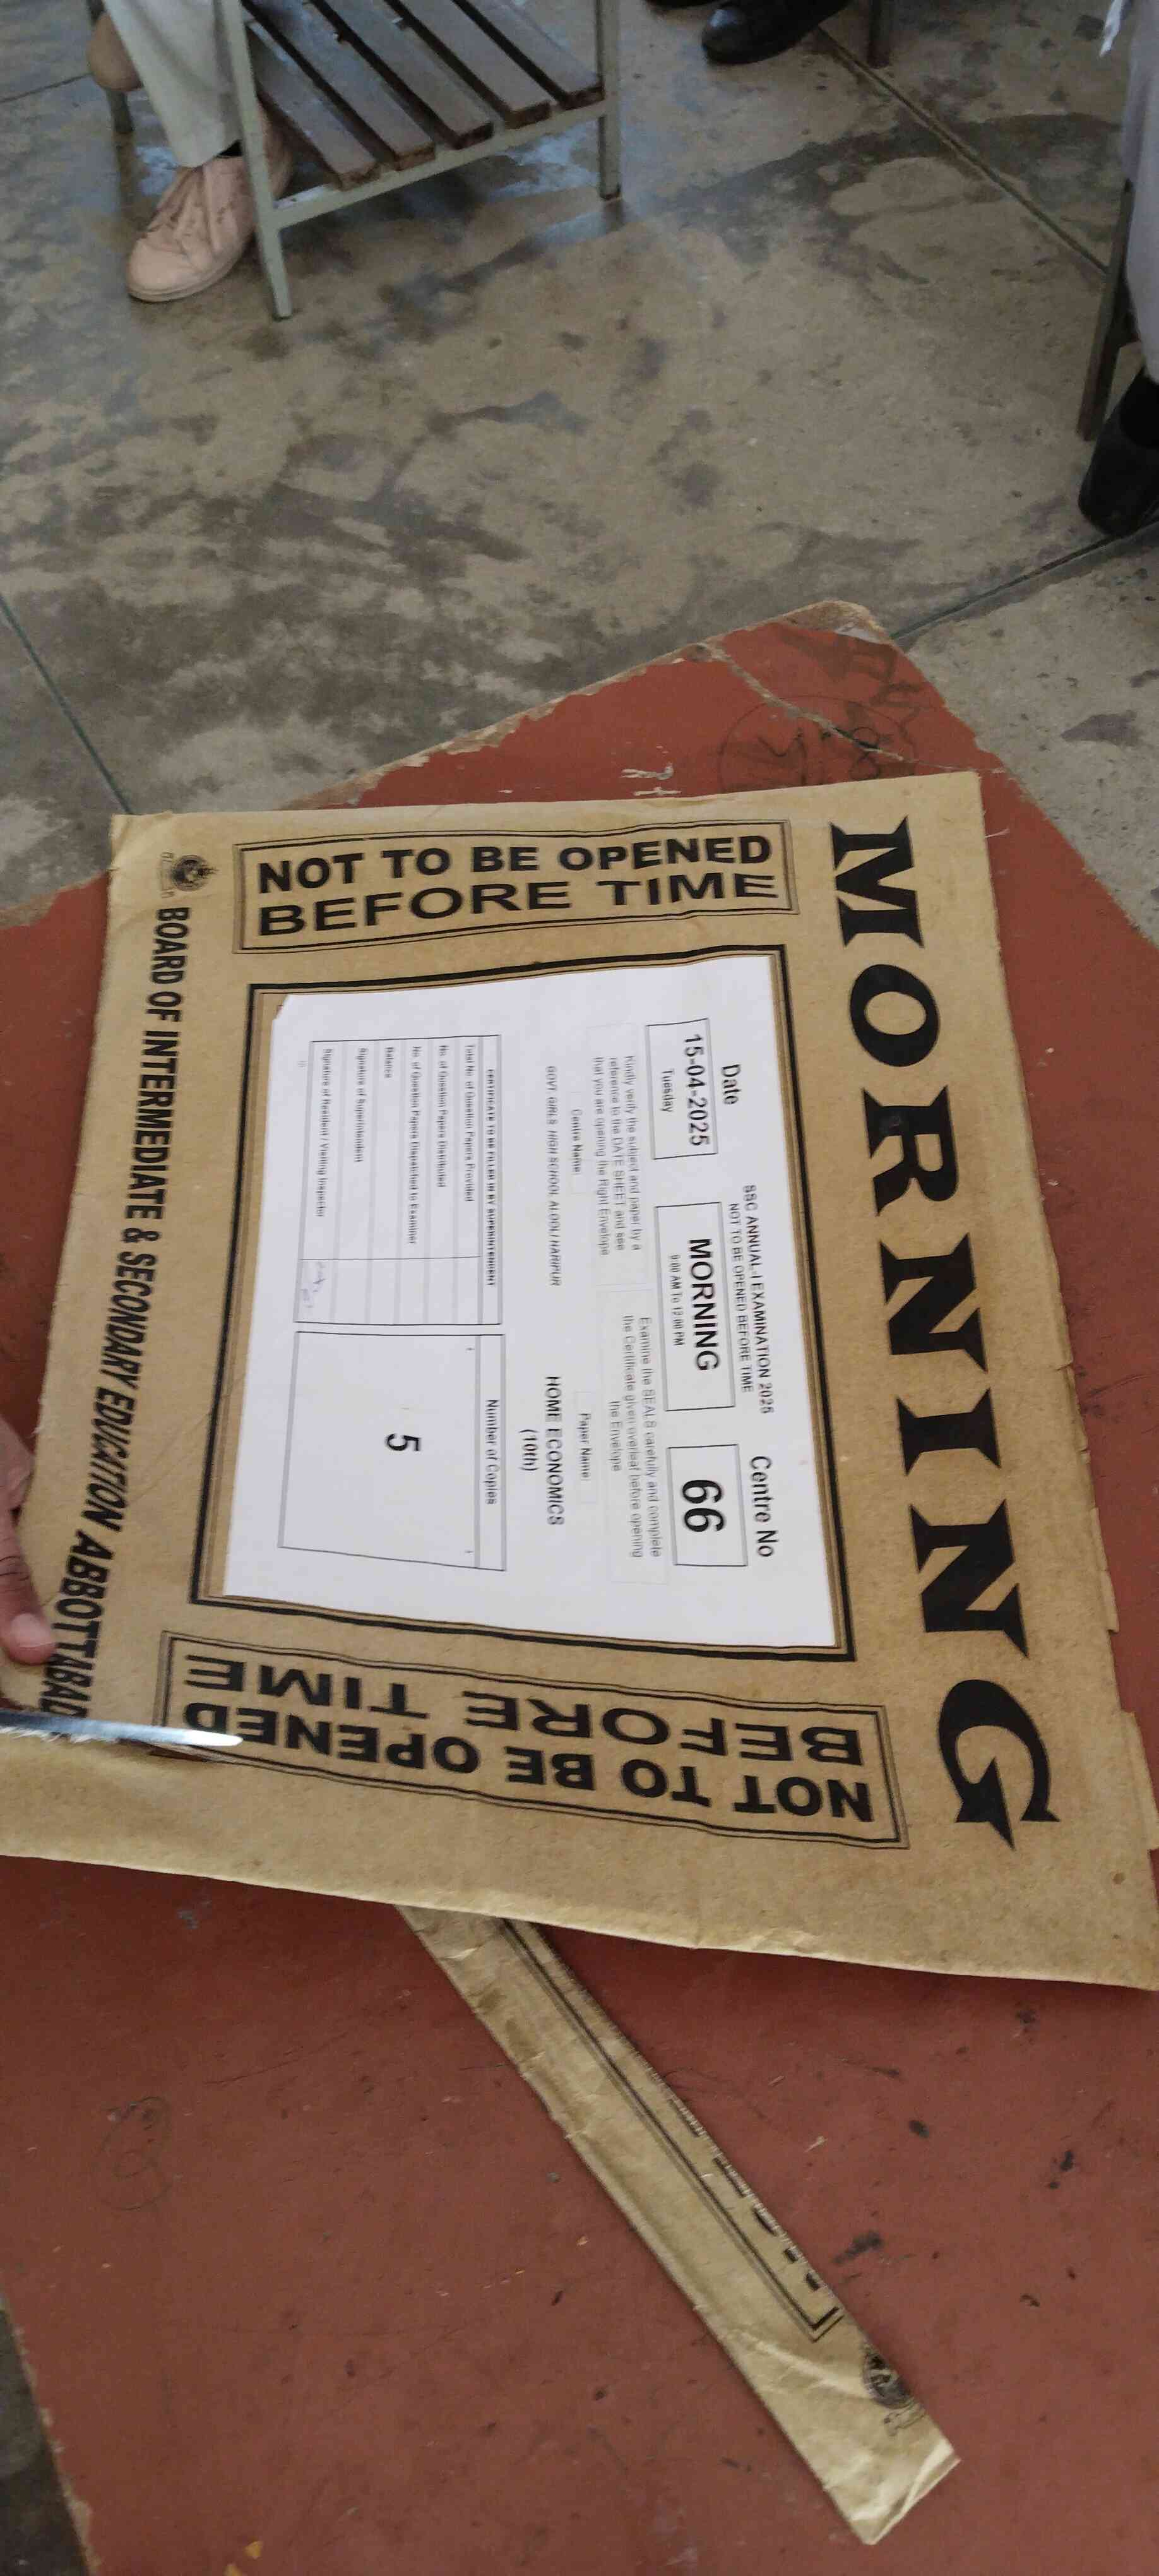 MORNING
NOT TO BE OPENED
BEFORE TIME
SSC ANNUAL-I EXAMINATION 2025
NOT TO BE OPENED BEFORE TIME
Date
15-04-2025
Tuesday
MORNING
9:00 AM To 12:00 PM
Centre No
66
Kindly verify the subject and paper by a
reference to the DATE SHEET and see
that you are opening the Right Envelope
Examine the SEALS carefully and complete
the Certificate given overleaf before opening
the Envelope
Centre Name:
GOVT. GIRLS HIGH SCHOOL ALOOLI HARIPUR
Paper Name:
HOME ECONOMICS
(10th)
CERTIFICATE TO BE FILLED IN BY SUPERINTENDENT
Total No. of Question Papers Provided
No. of Question Papers Distributed
No. of Question Papers Dispatched to Examiner
Balance
Signature of Superintendent
Signature of Resident / Visiting Inspector
Number of Copies
5
NOT TO BE OPENED
BEFORE TIME
BOARD OF INTERMEDIATE & SECONDARY EDUCATION ABBOTTABAD